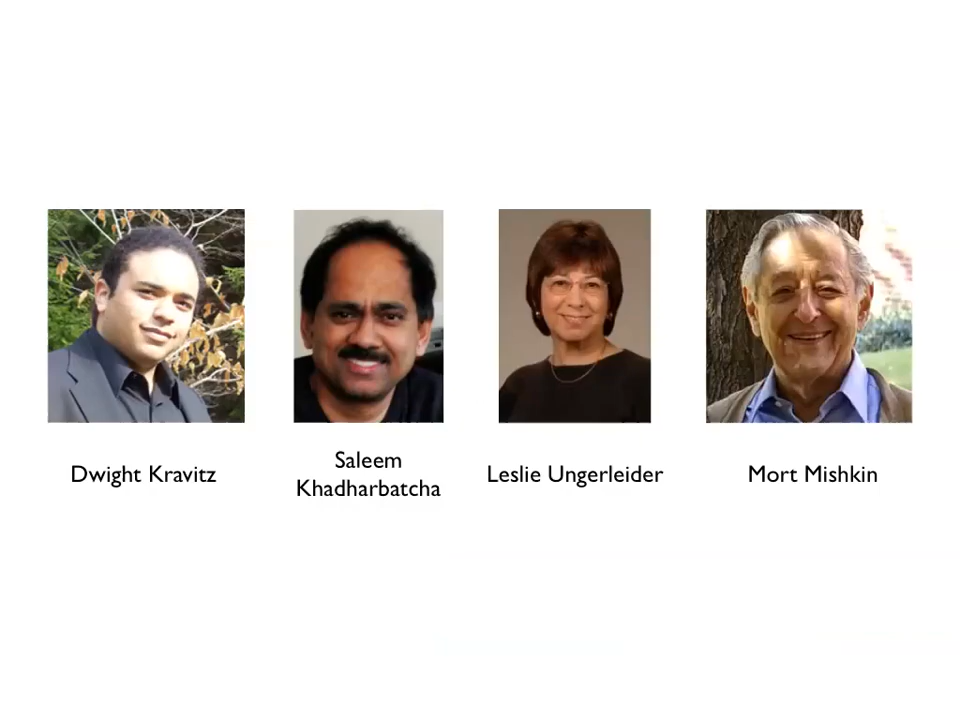 Dwight Kravitz
Saleem
Khadharbatcha
Leslie Ungerleider
Mort Mishkin